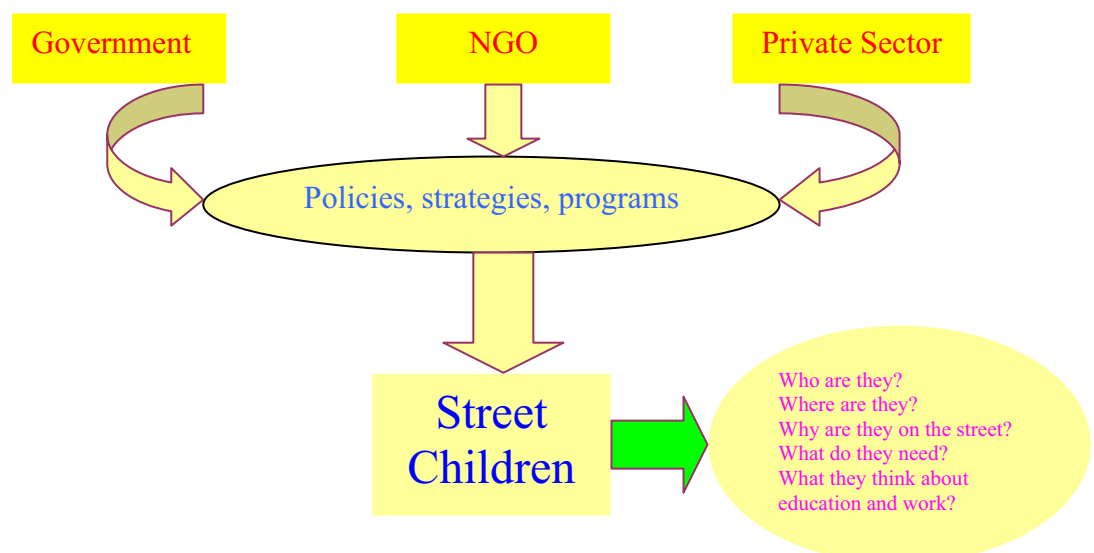 Government
NGO
Private Sector
Policies, strategies, programs
Street
Children
Who are they?
Where are they?
Why are they on the street?
What do they need?
What they think about
education and work?